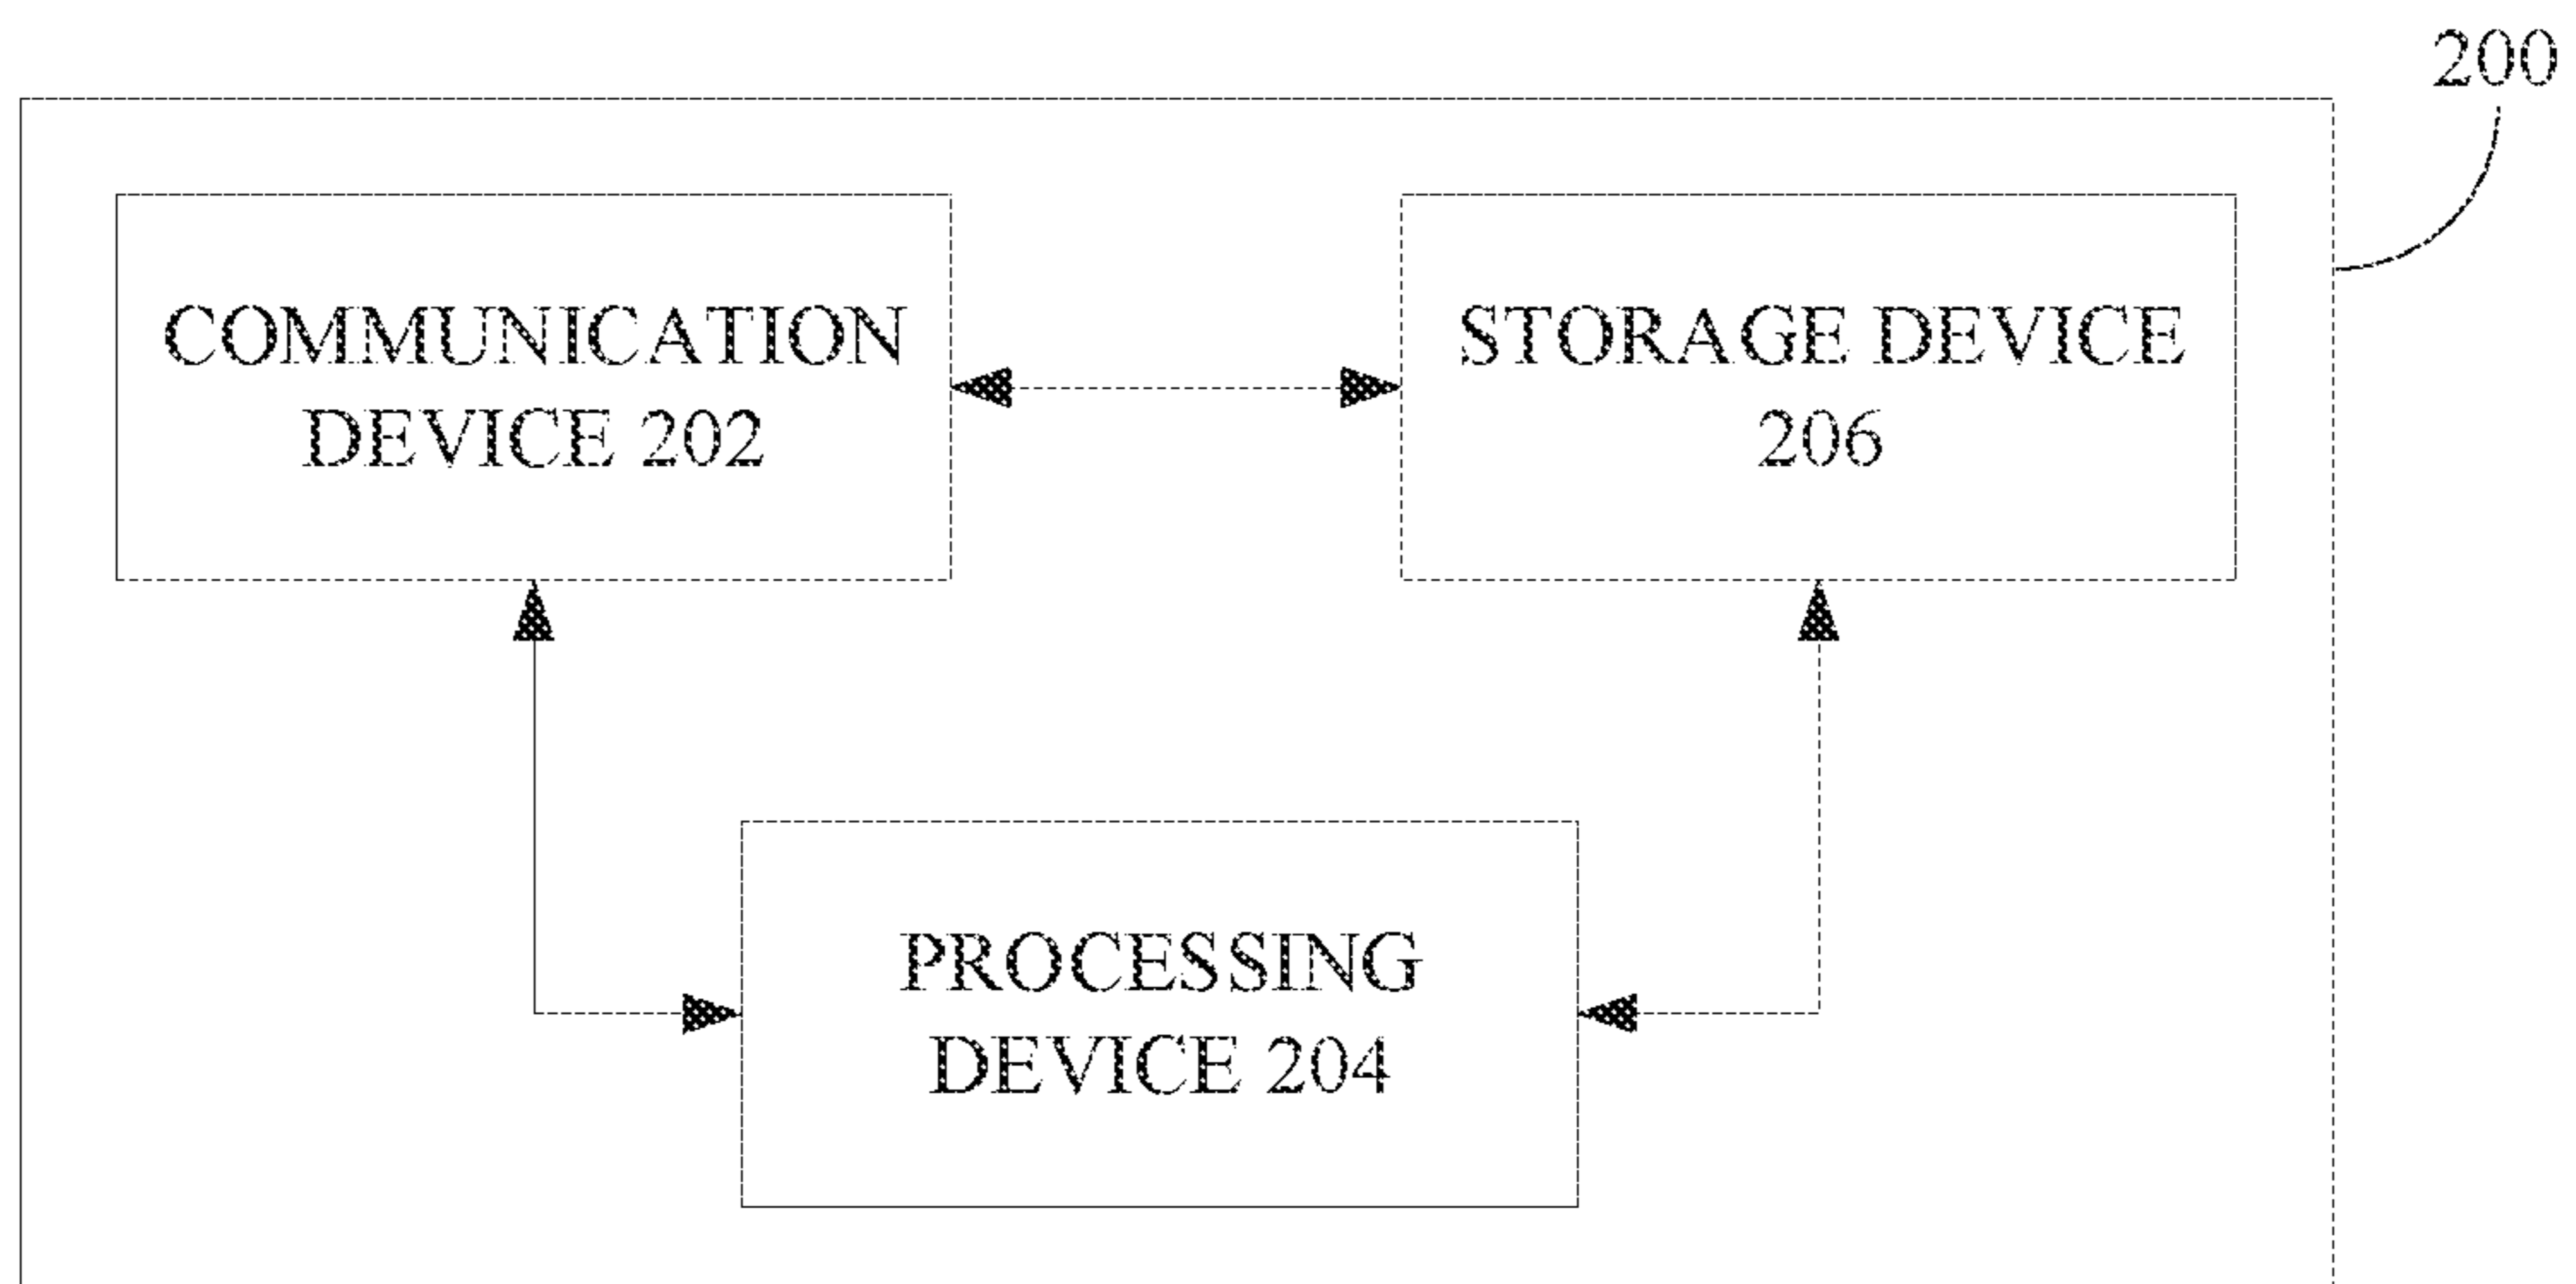 200
COMMUNICATION
DEVICE 202
STORAGE DEVICE
206
PROCESSING
DEVICE 204